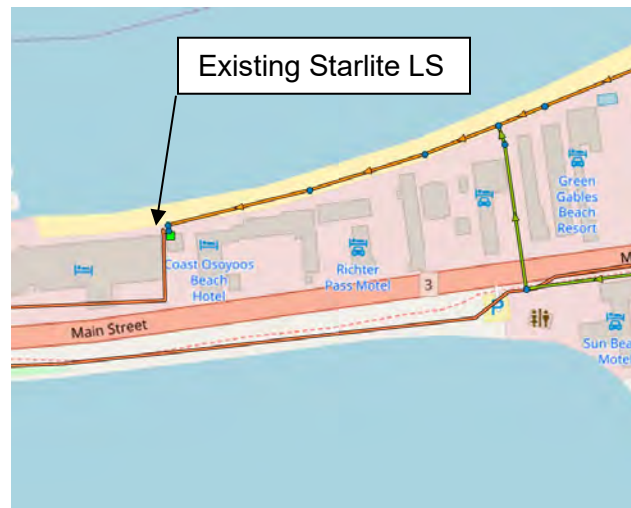 Existing Starlite LS
Green
Gables
Beach
Resort
Coast Osoyoos
Beach
Hotel
Richter
Pass Motel
3
M
Main Street
P
Sun Bea
Mote